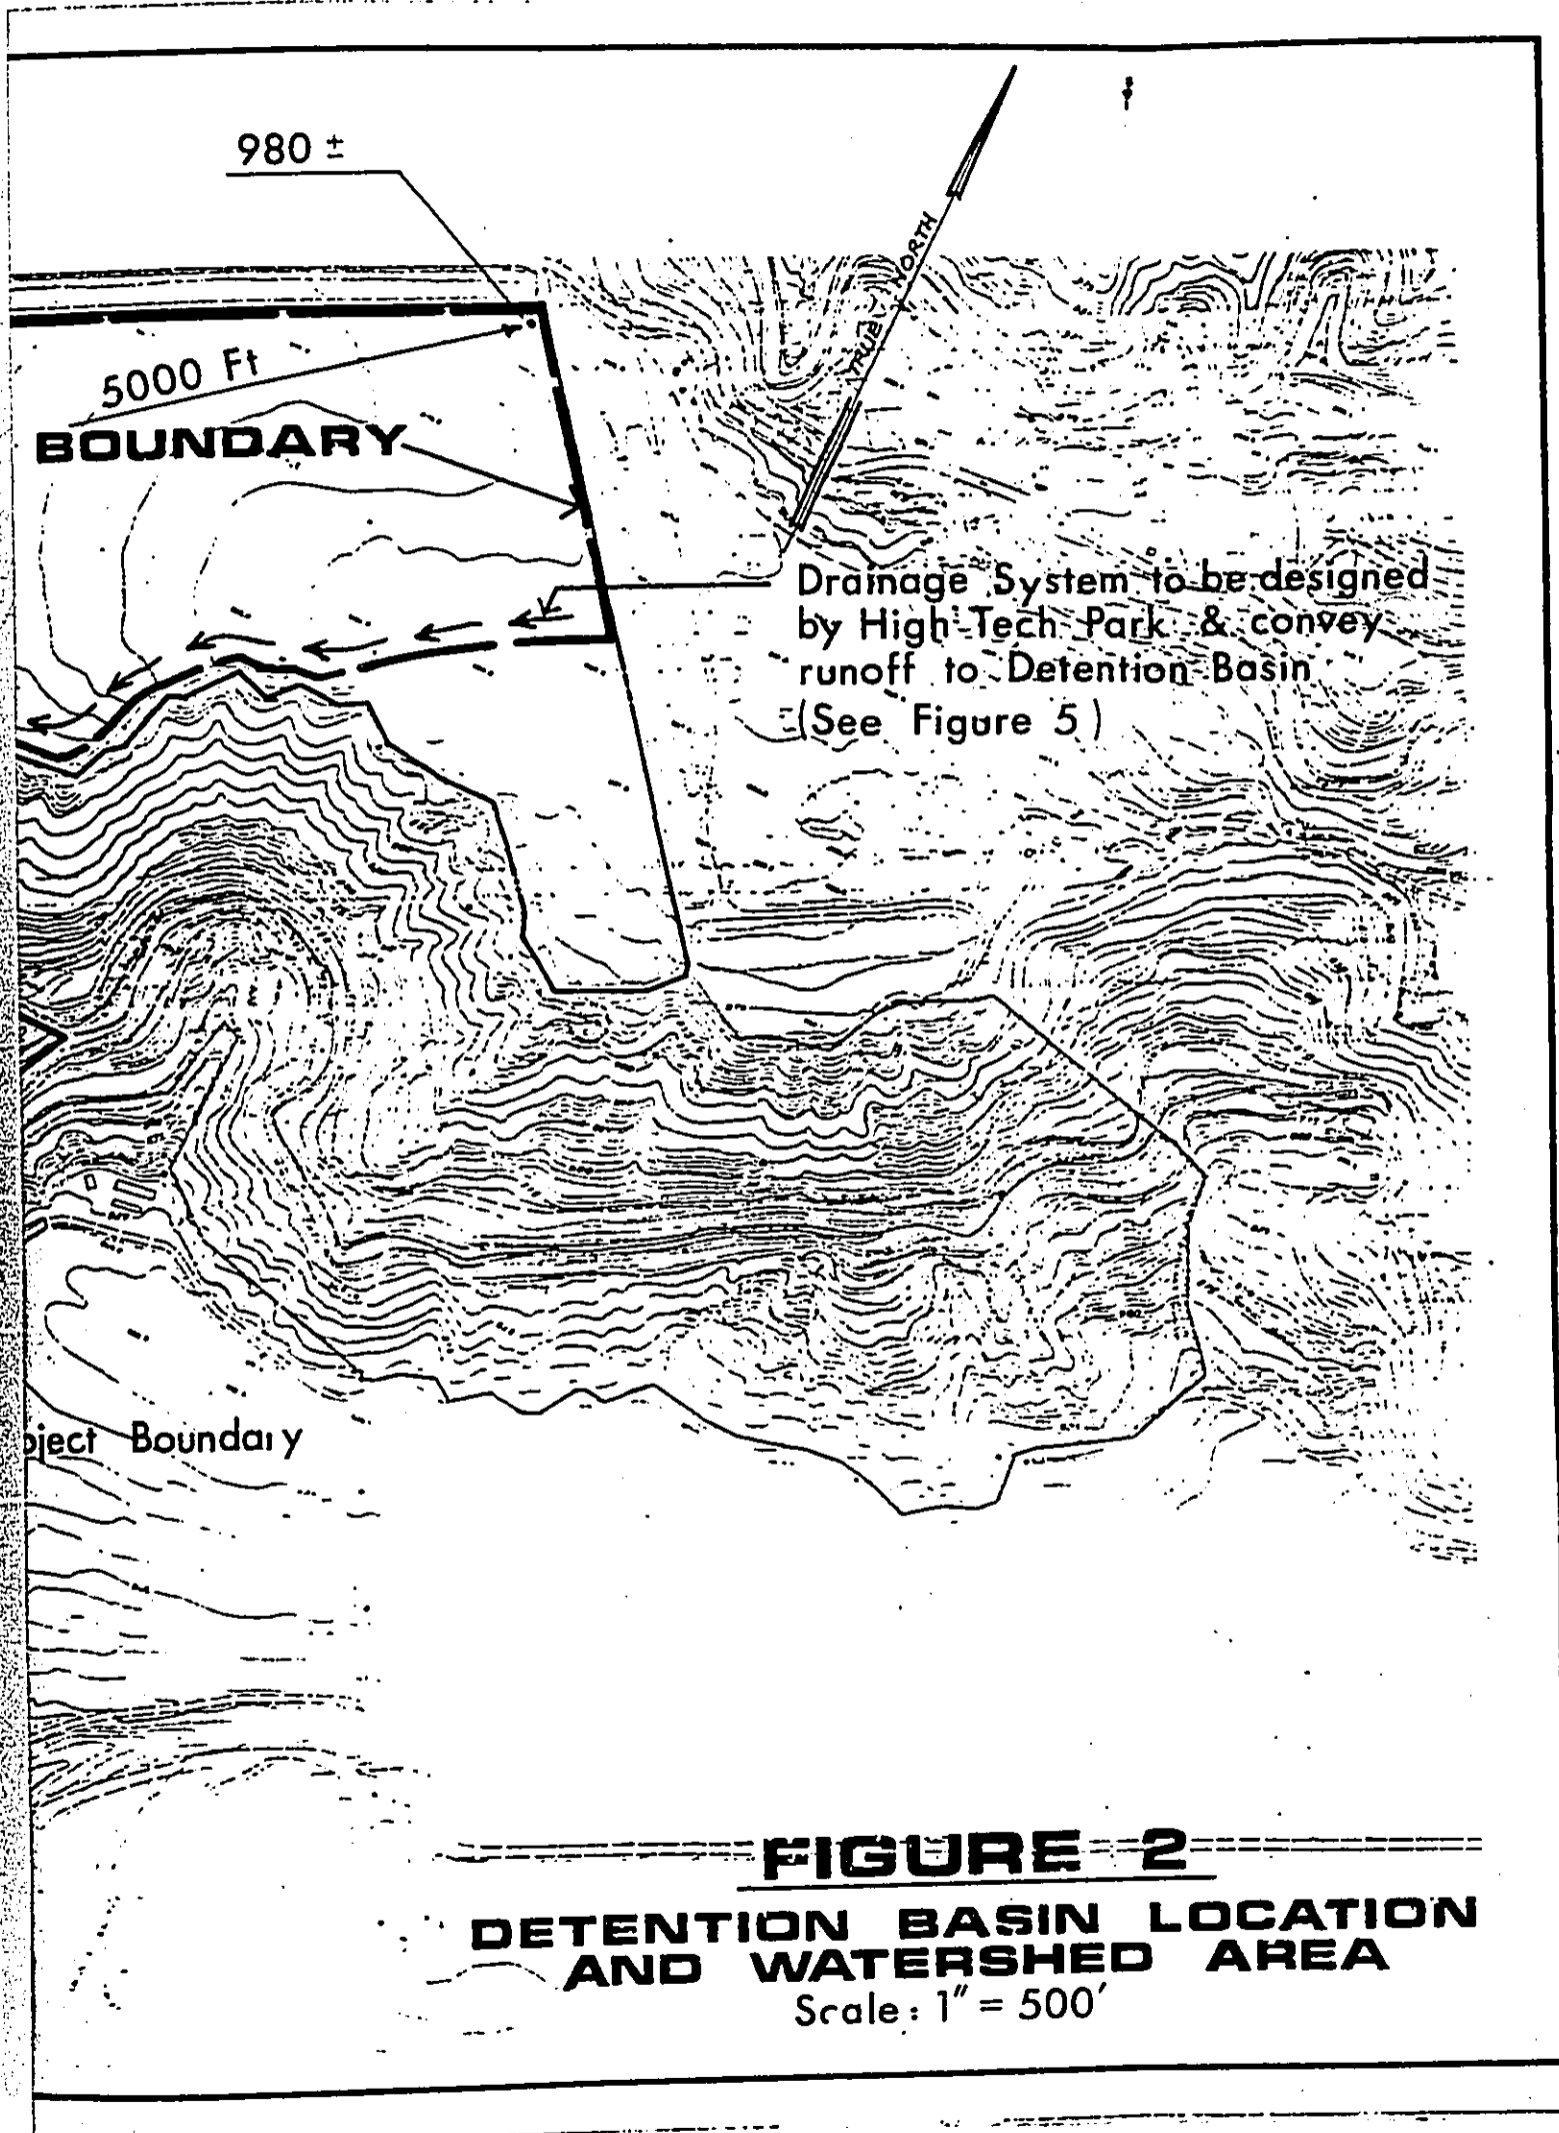 980 ±
TRUE NORTH
5000 Ft
BOUNDARY
Drainage System to be designed
by High-Tech Park & convey
runoff to Detention Basin
(See Figure 5)
oject Boundary
FIGURE 2
DETENTION BASIN LOCATION
AND WATERSHED AREA
Scale: 1" = 500'